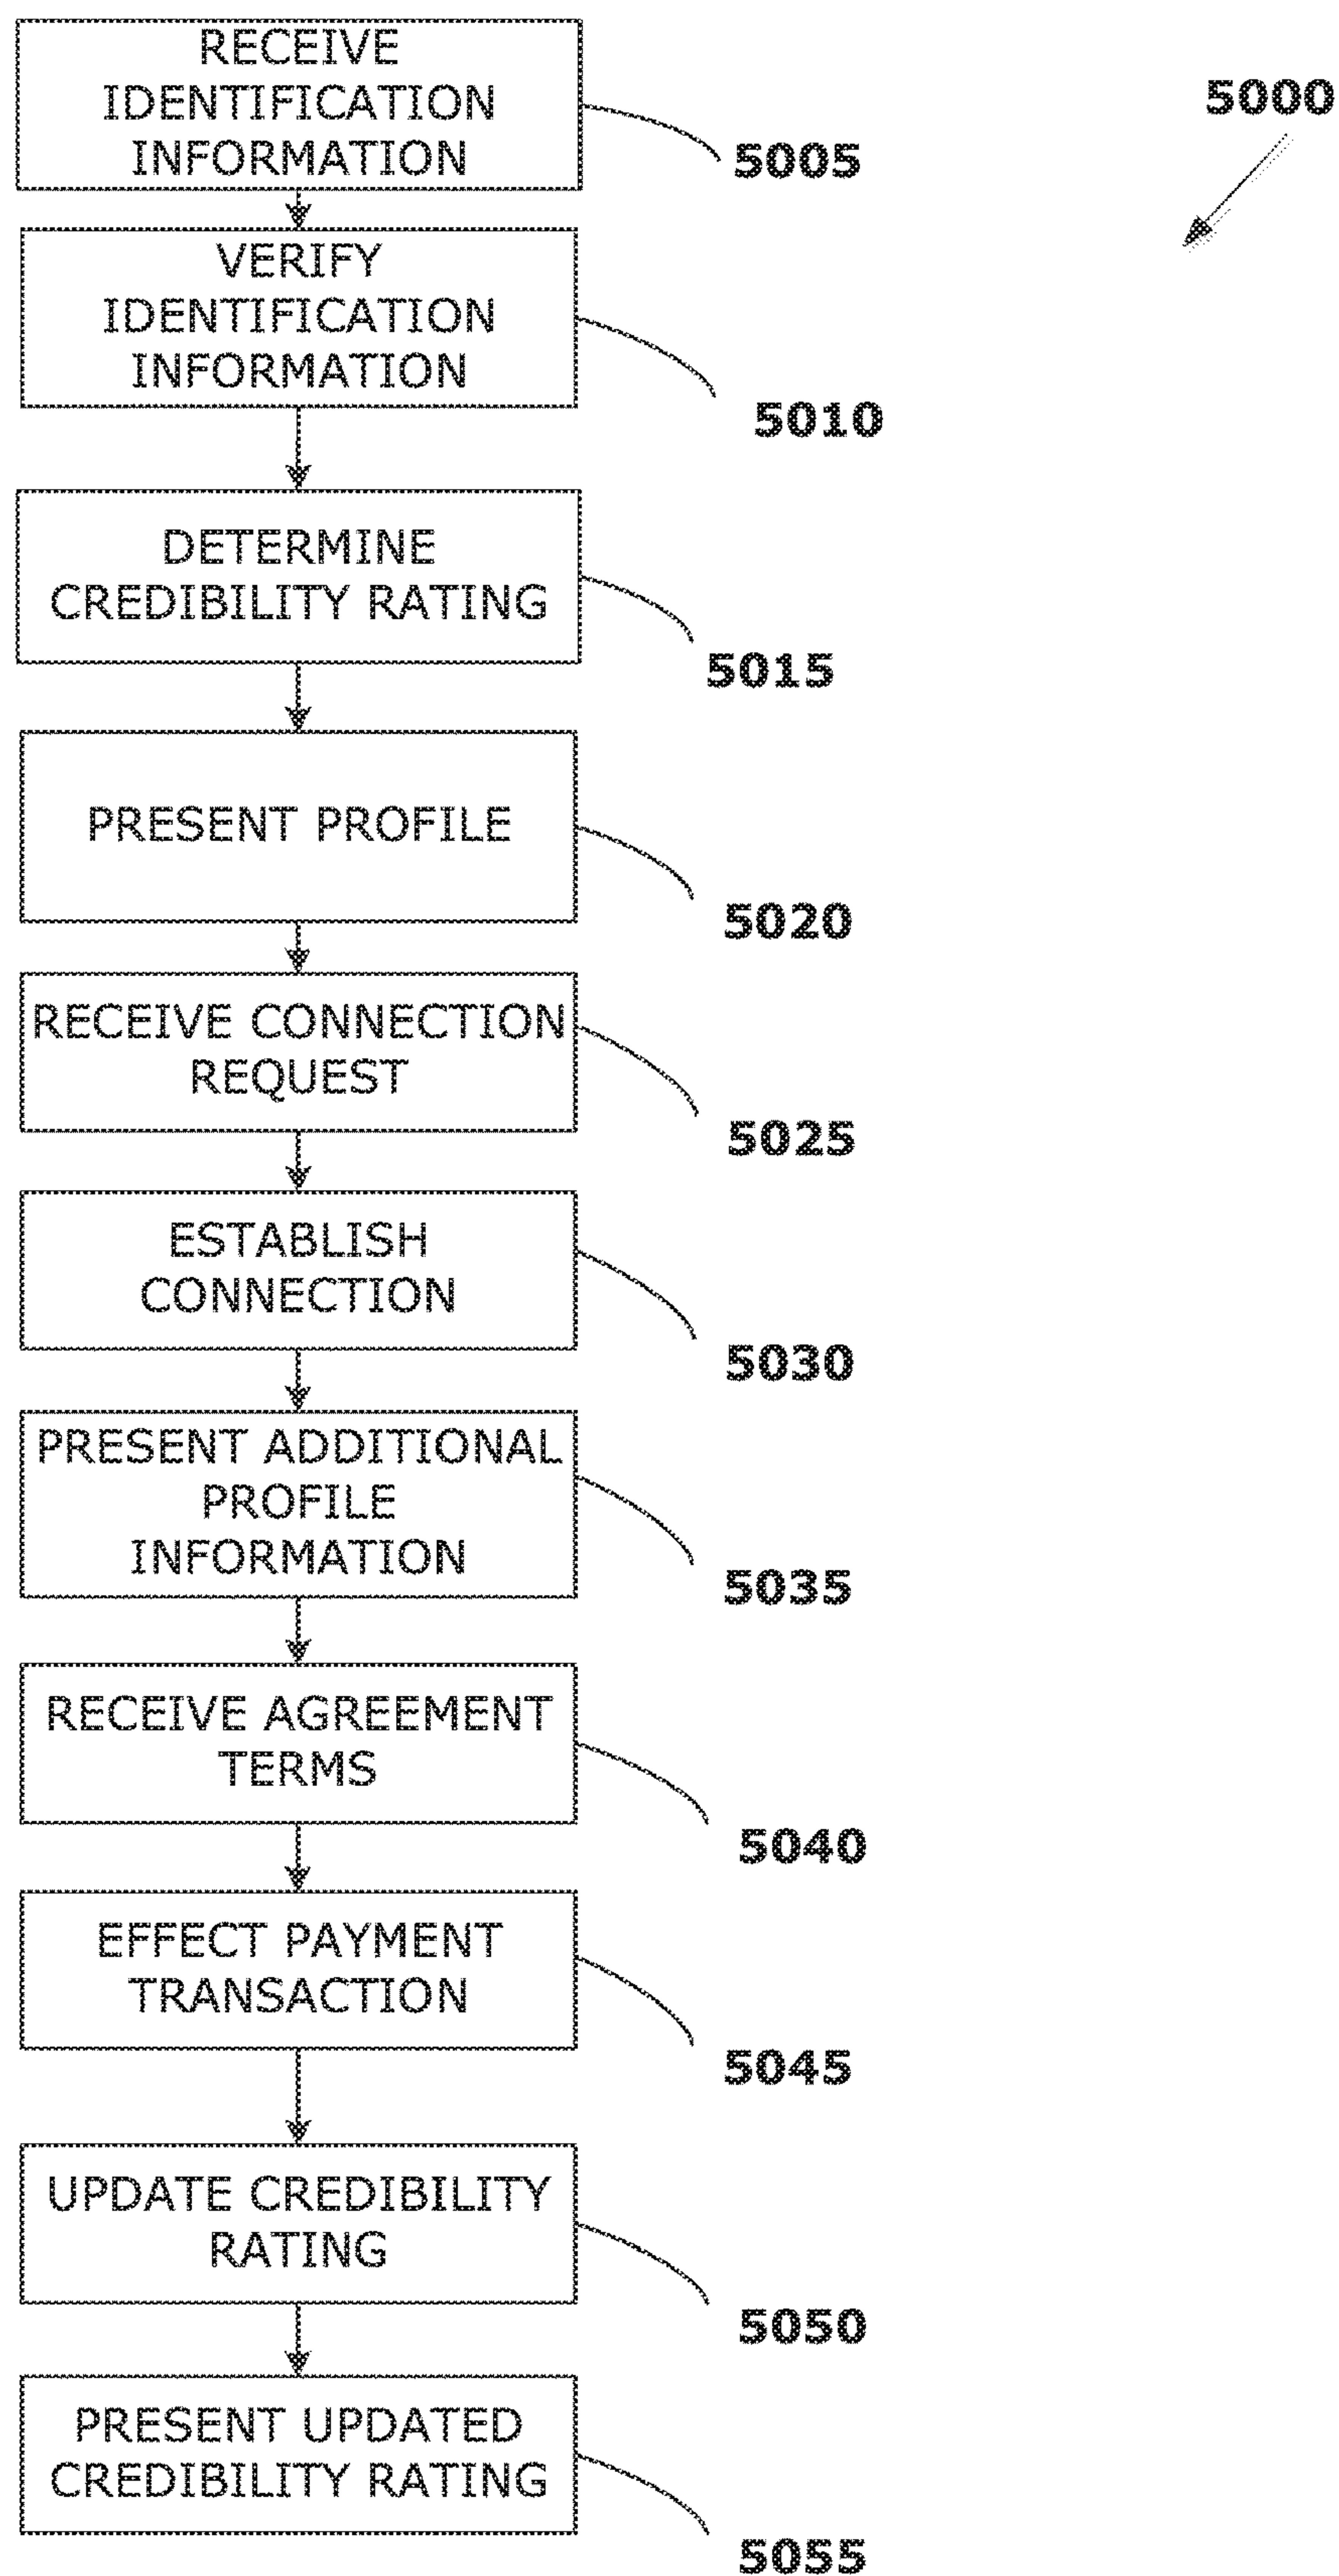 RECEIVE
IDENTIFICATION
INFORMATION
5000
5005
VERIFY
IDENTIFICATION
INFORMATION
5010
DETERMINE
CREDIBILITY RATING
5015
PRESENT PROFILE
5020
RECEIVE CONNECTION
REQUEST
5025
ESTABLISH
CONNECTION
5030
PRESENT ADDITIONAL
PROFILE
INFORMATION
5035
RECEIVE AGREEMENT
TERMS
5040
EFFECT PAYMENT
TRANSACTION
5045
UPDATE CREDIBILITY
RATING
5050
PRESENT UPDATED
CREDIBILITY RATING
5055